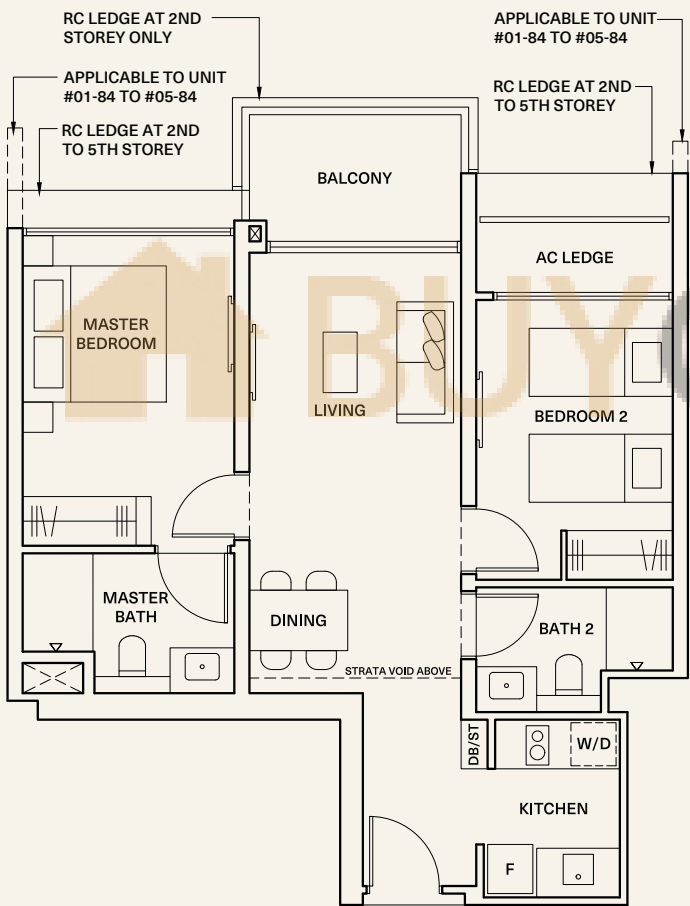 RC LEDGE AT 2ND
STOREY ONLY
APPLICABLE TO UNIT
#01-84 TO #05-84
APPLICABLE TO UNIT
#01-84 TO #05-84
RC LEDGE AT 2ND
TO 5TH STOREY
RC LEDGE AT 2ND
TO 5TH STOREY
BALCONY
AC LEDGE
MASTER
BEDROOM
BUY
LIVING
BEDROOM 2
MASTER
BATH
DINING
BATH 2
STRATA VOID ABOVE
DB/ST
W/D
KITCHEN
F